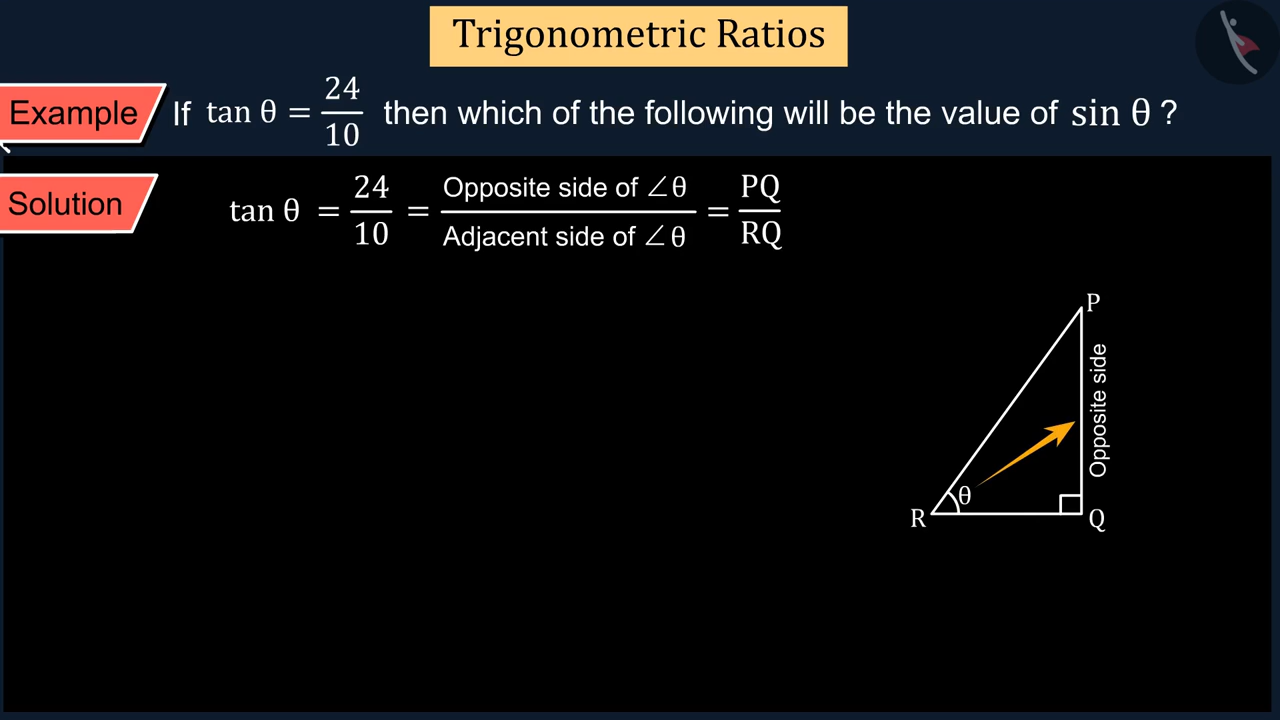 Trigonometric Ratios
Example If tan θ = 24/10 then which of the following will be the value of sin θ ?
Solution tan θ = 24/10 = Opposite side of ∠θ / Adjacent side of ∠θ = PQ/RQ
P
Opposite side
θ
R Q